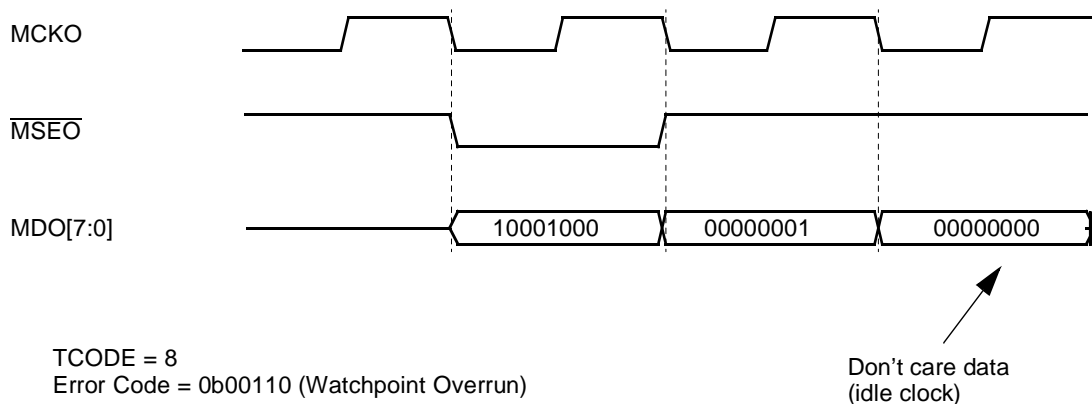 MCKO
MSEO
MDO[7:0]
10001000
00000001
00000000
TCODE = 8
Error Code = 0b00110 (Watchpoint Overrun)
Don't care data
(idle clock)